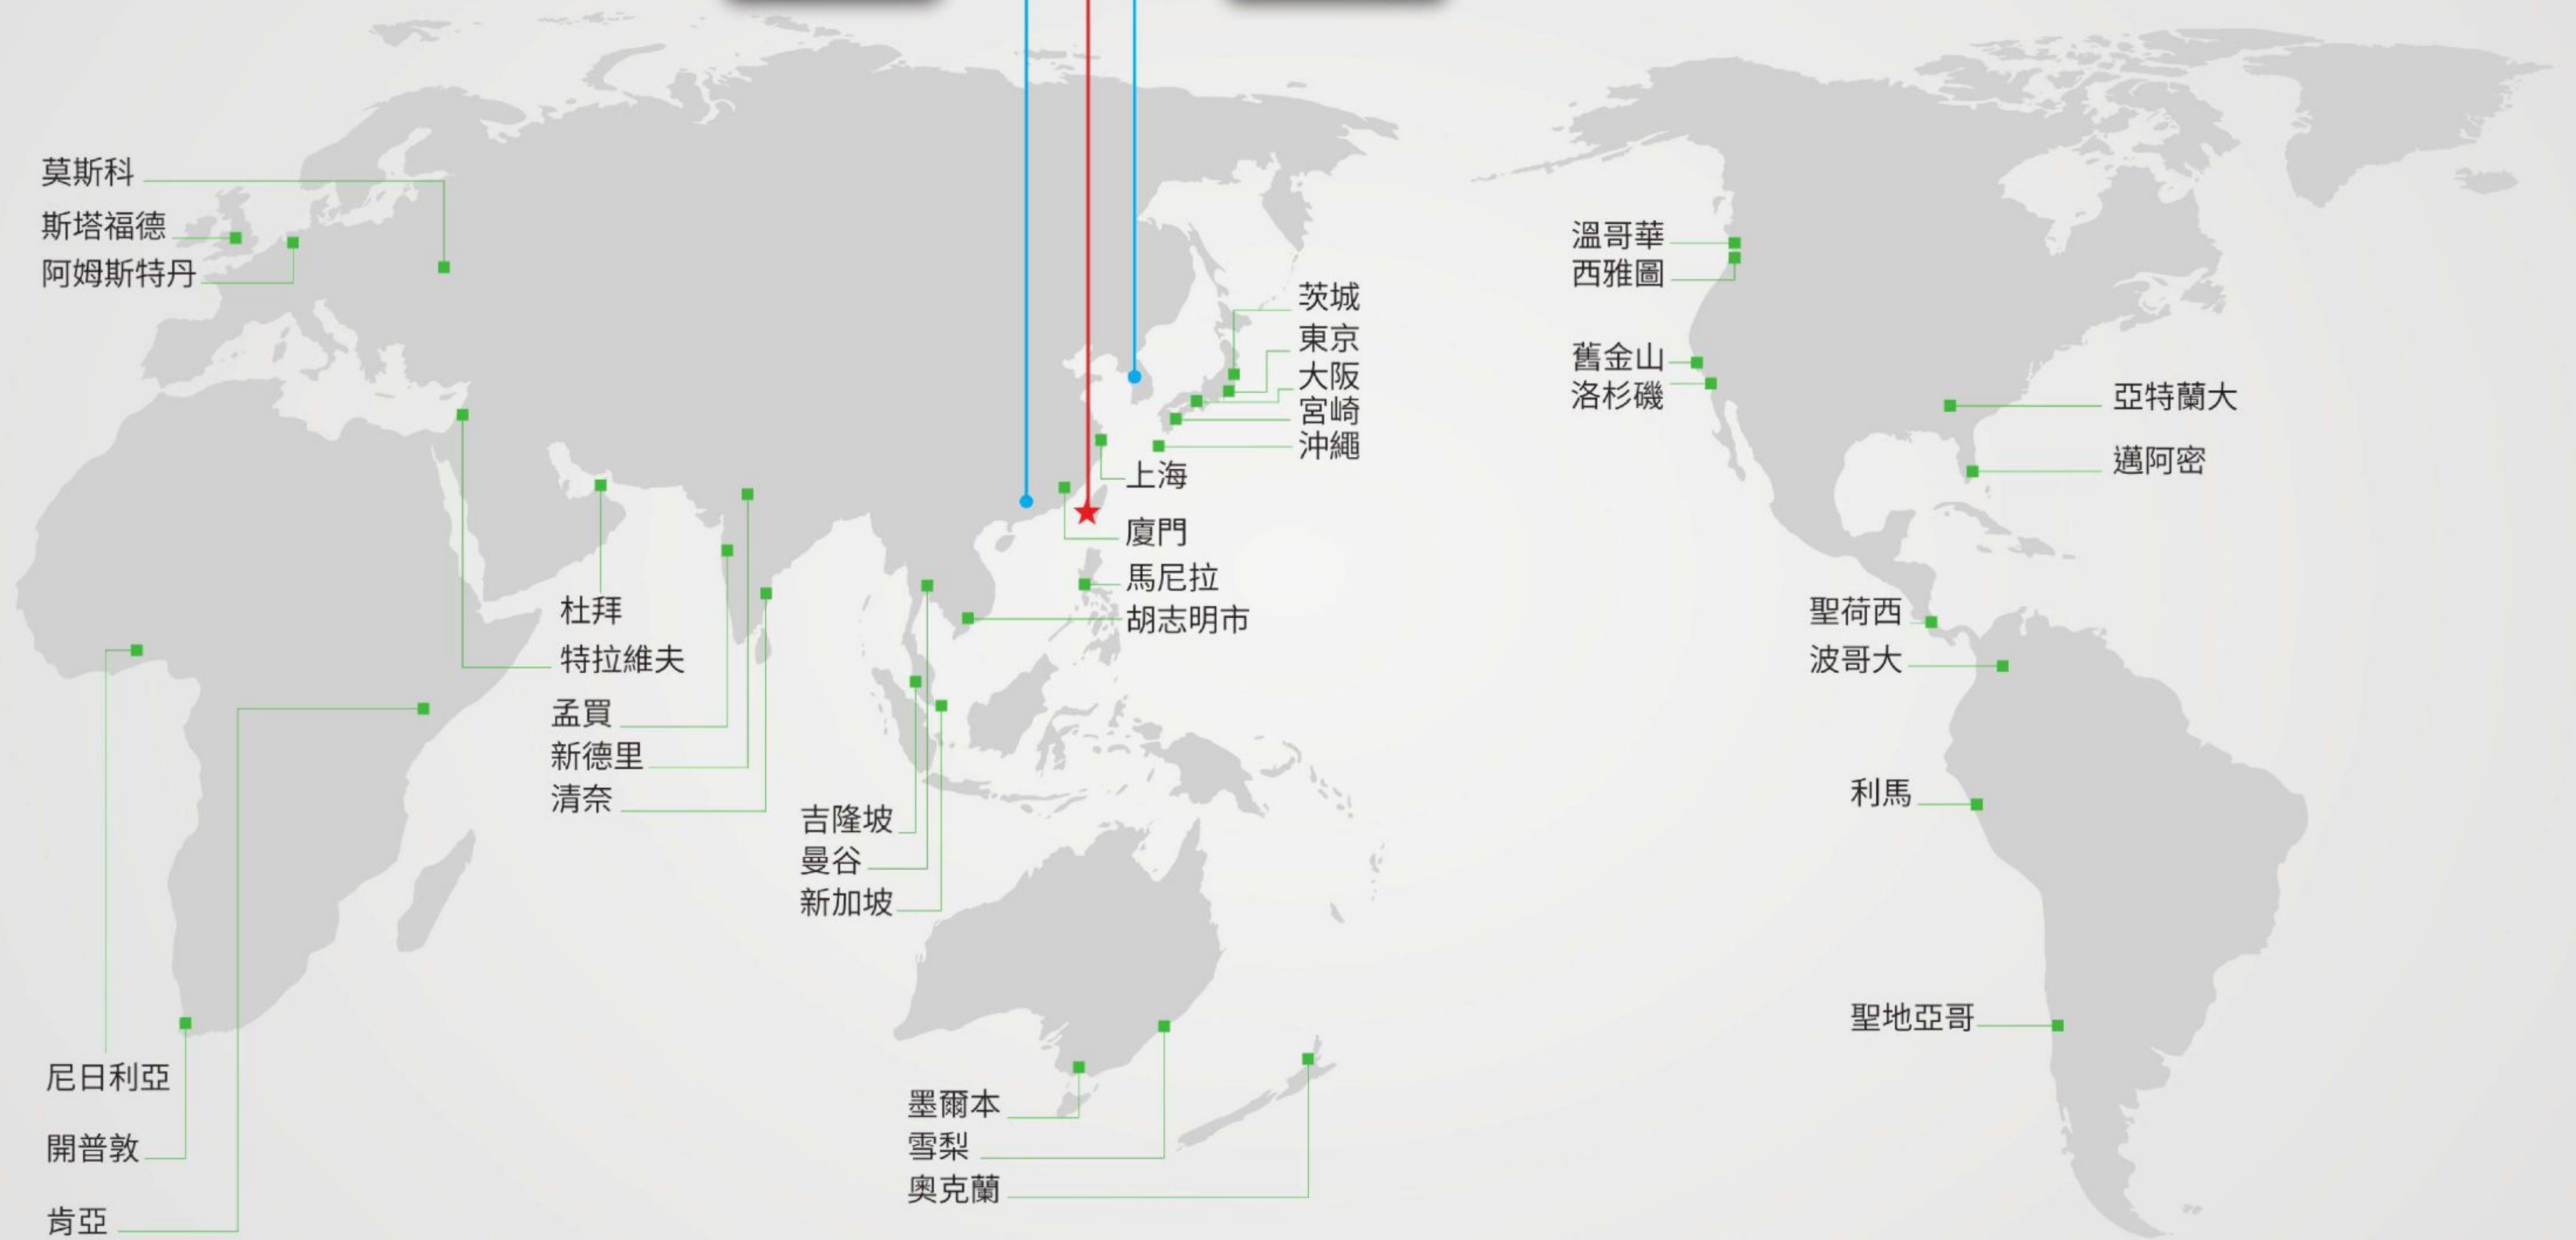 莫斯科
斯塔福德
阿姆斯特丹
茨城
東京
大阪
宮崎
沖繩
上海
廈門
馬尼拉
胡志明市
杜拜
特拉維夫
孟買
新德里
清奈
吉隆坡
曼谷
新加坡
尼日利亞
開普敦
肯亞
墨爾本
雪梨
奧克蘭
溫哥華
西雅圖
舊金山
洛杉磯
亞特蘭大
邁阿密
聖荷西
波哥大
利馬
聖地亞哥